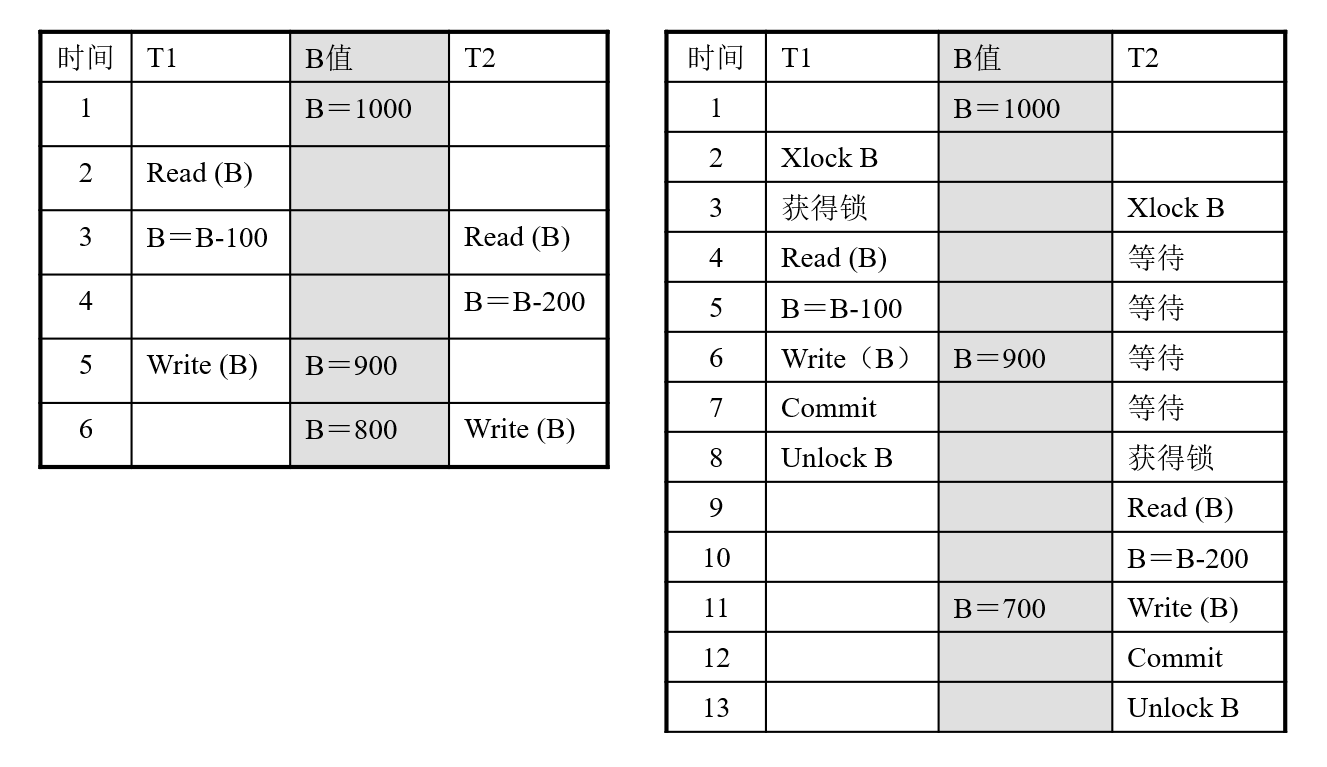 时间 T1 B值 T2
1 B＝1000
2 Read (B)
3 B＝B-100 Read (B)
4 B＝B-200
5 Write (B) B＝900
6 B＝800 Write (B)
时间 T1 B值 T2
1 B＝1000
2 Xlock B
3 获得锁 Xlock B
4 Read (B) 等待
5 B＝B-100 等待
6 Write（B） B＝900 等待
7 Commit 等待
8 Unlock B 获得锁
9 Read (B)
10 B＝B-200
11 B＝700 Write (B)
12 Commit
13 Unlock B